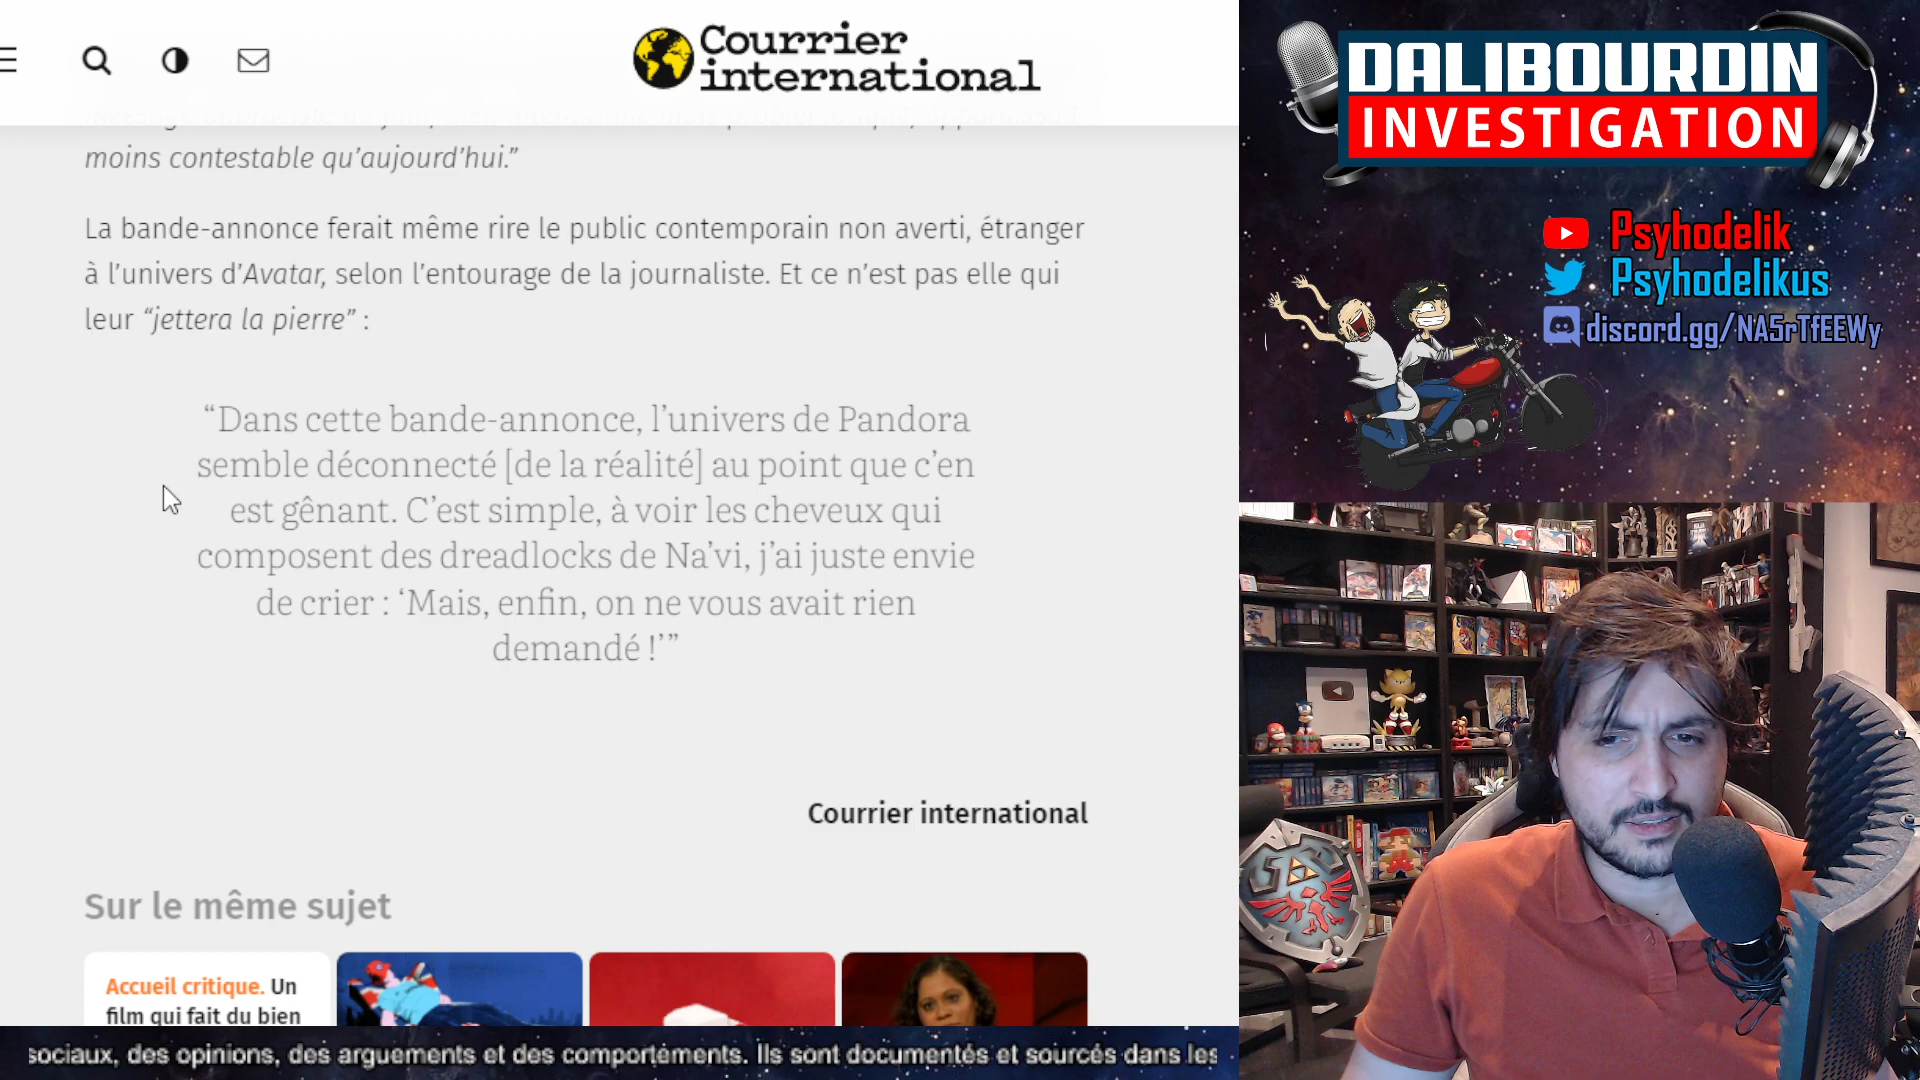 Courrier
international
moins contestable qu’aujourd’hui.”
La bande-annonce ferait même rire le public contemporain non averti, étranger
à l’univers d’Avatar, selon l’entourage de la journaliste. Et ce n’est pas elle qui
leur “jettera la pierre” :
“Dans cette bande-annonce, l’univers de Pandora
semble déconnecté [de la réalité] au point que c’en
est gênant. C’est simple, à voir les cheveux qui
composent des dreadlocks de Na’vi, j’ai juste envie
de crier : ‘Mais, enfin, on ne vous avait rien
demandé !’”
Courrier international
Sur le même sujet
Accueil critique. Un
film qui fait du bien
sociaux, des opinions, des arguements et des comportements. Ils sont documentés et sourcés dans les
DALIBOURDIN
INVESTIGATION
Psyhodelik
Psyhodelikus
discord.gg/NA5rTfEEWy